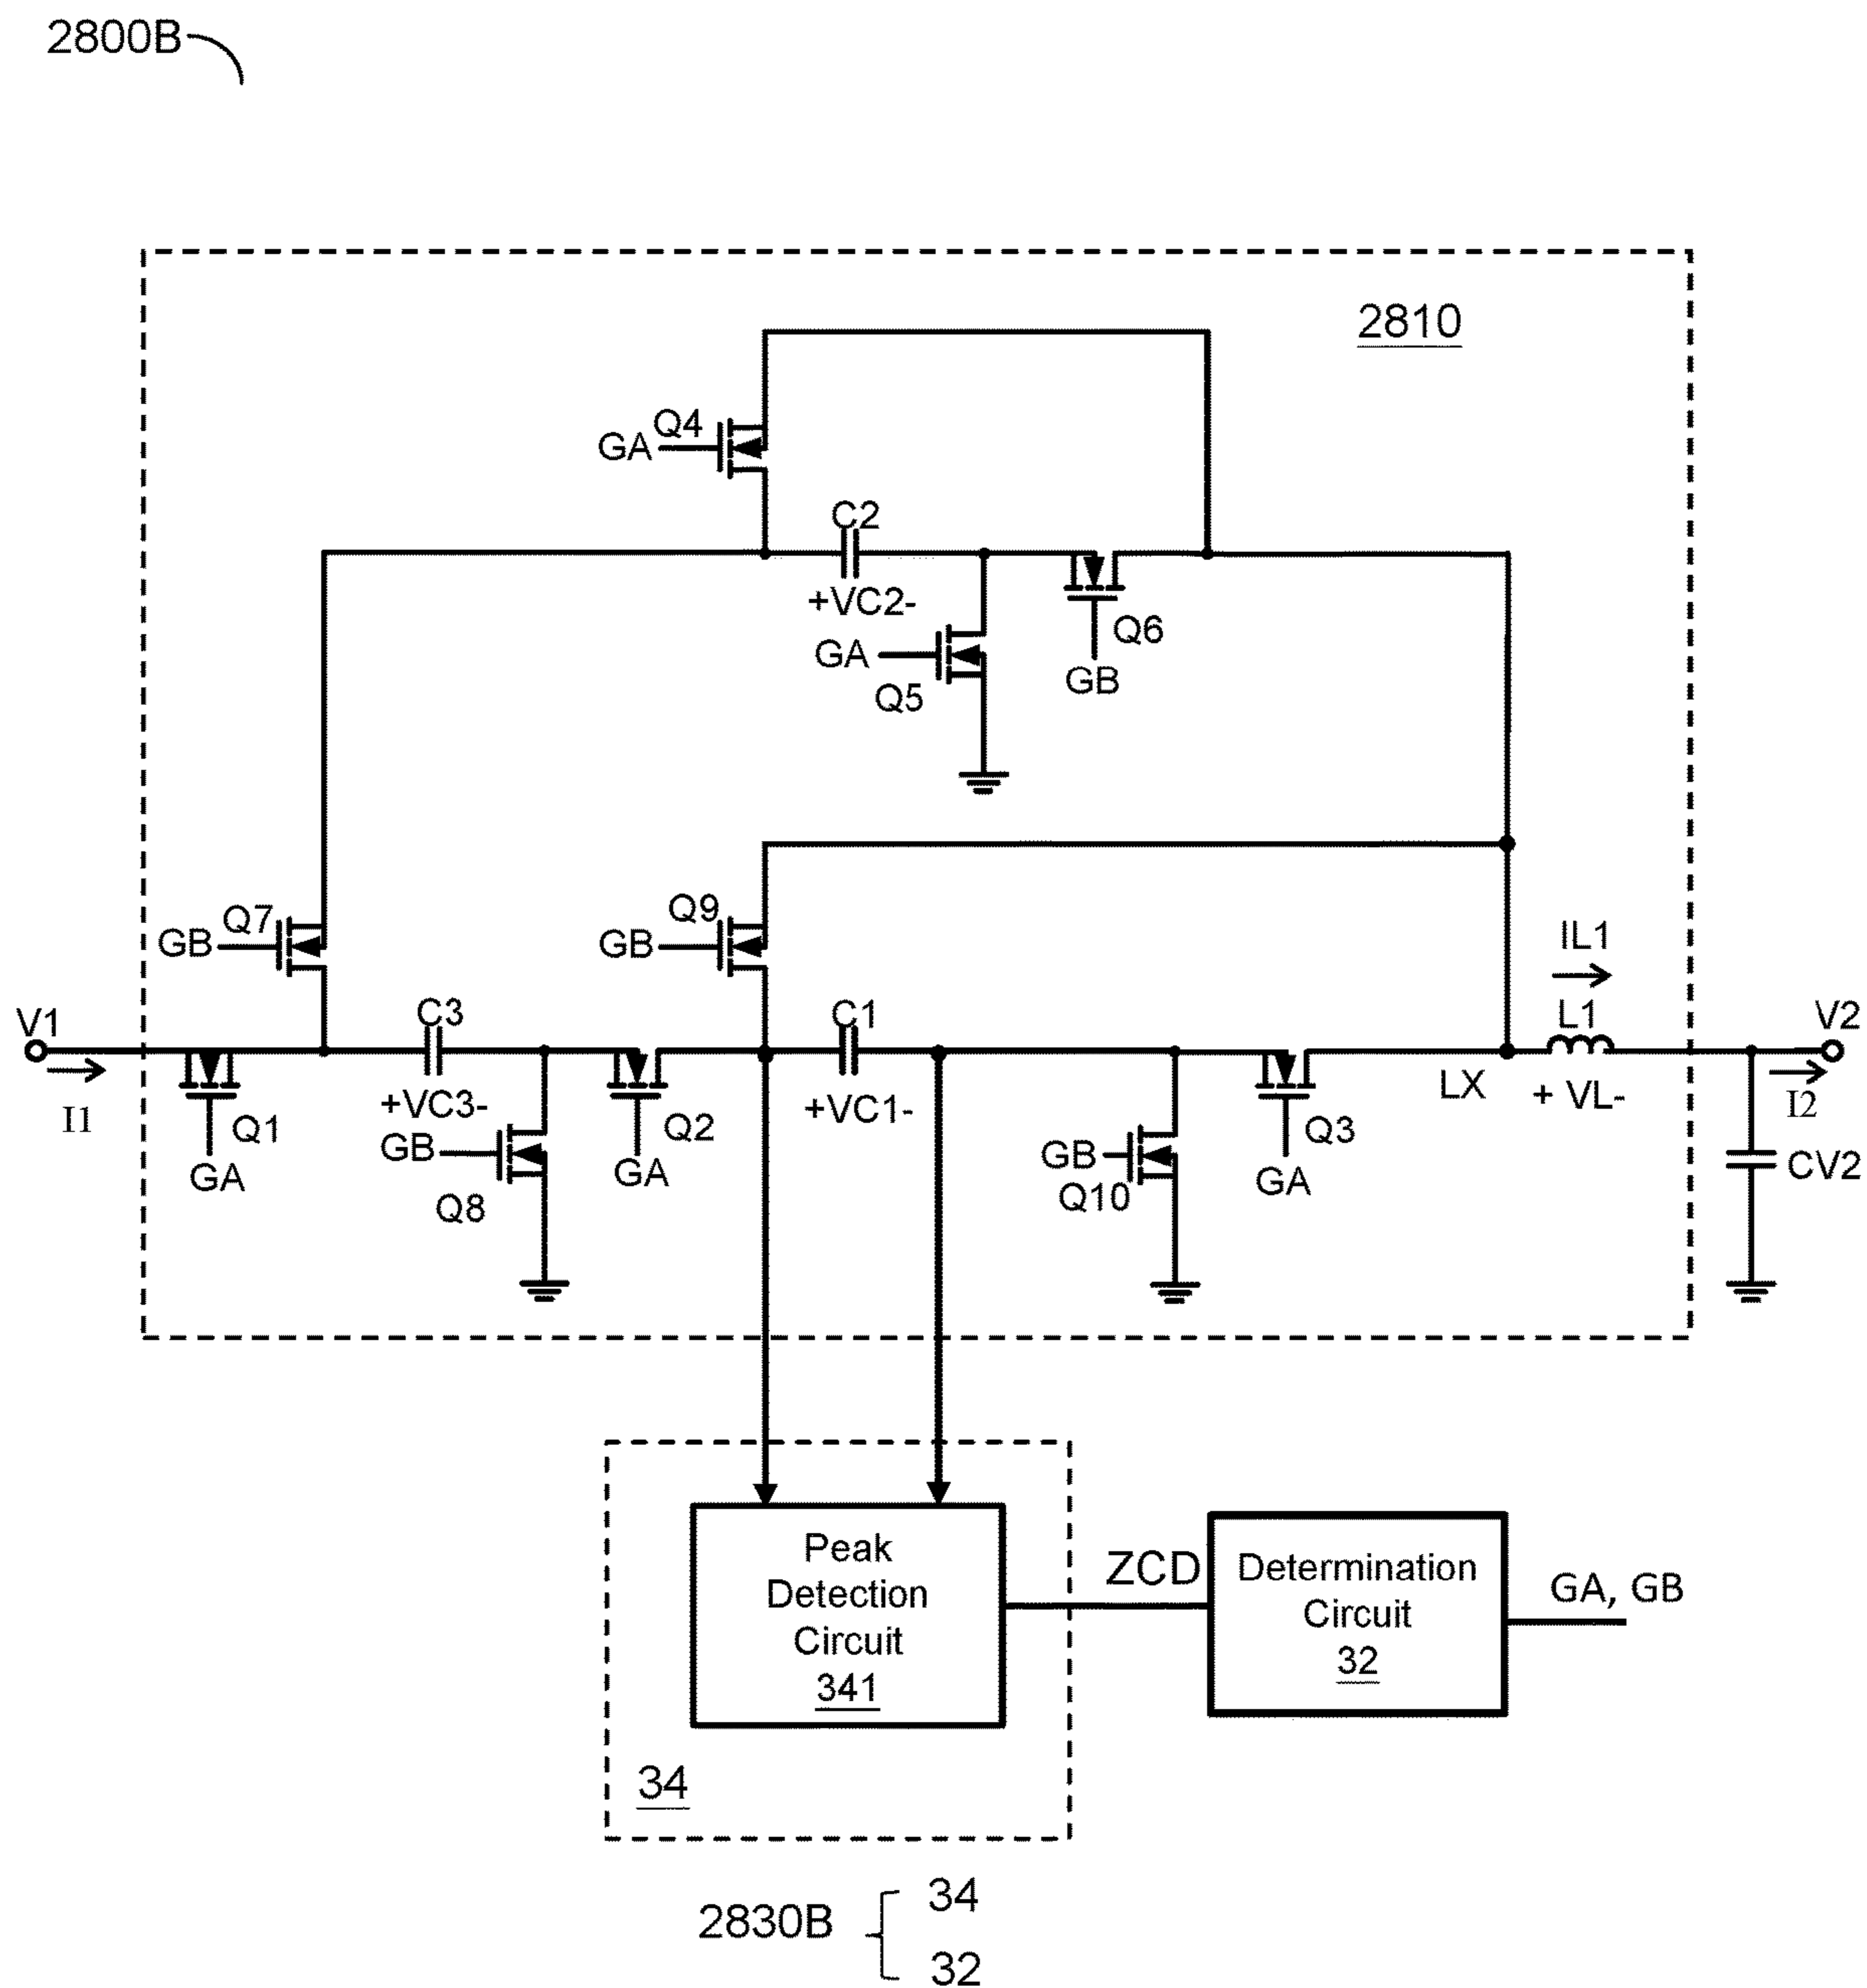 2800B
2810
Q4
GA
C2
+VC2-
GA
Q5
Q6
GB
Q7
GB
Q9
GB
IL1
V1
C3
C1
L1
V2
I1
+VC3-
Q1
GA
GB
Q8
Q2
GA
+VC1-
GB
Q10
Q3
GA
LX
+ VL-
I2
CV2
Peak
Detection
Circuit
341
ZCD
Determination
Circuit
32
GA, GB
34
2830B
34
32